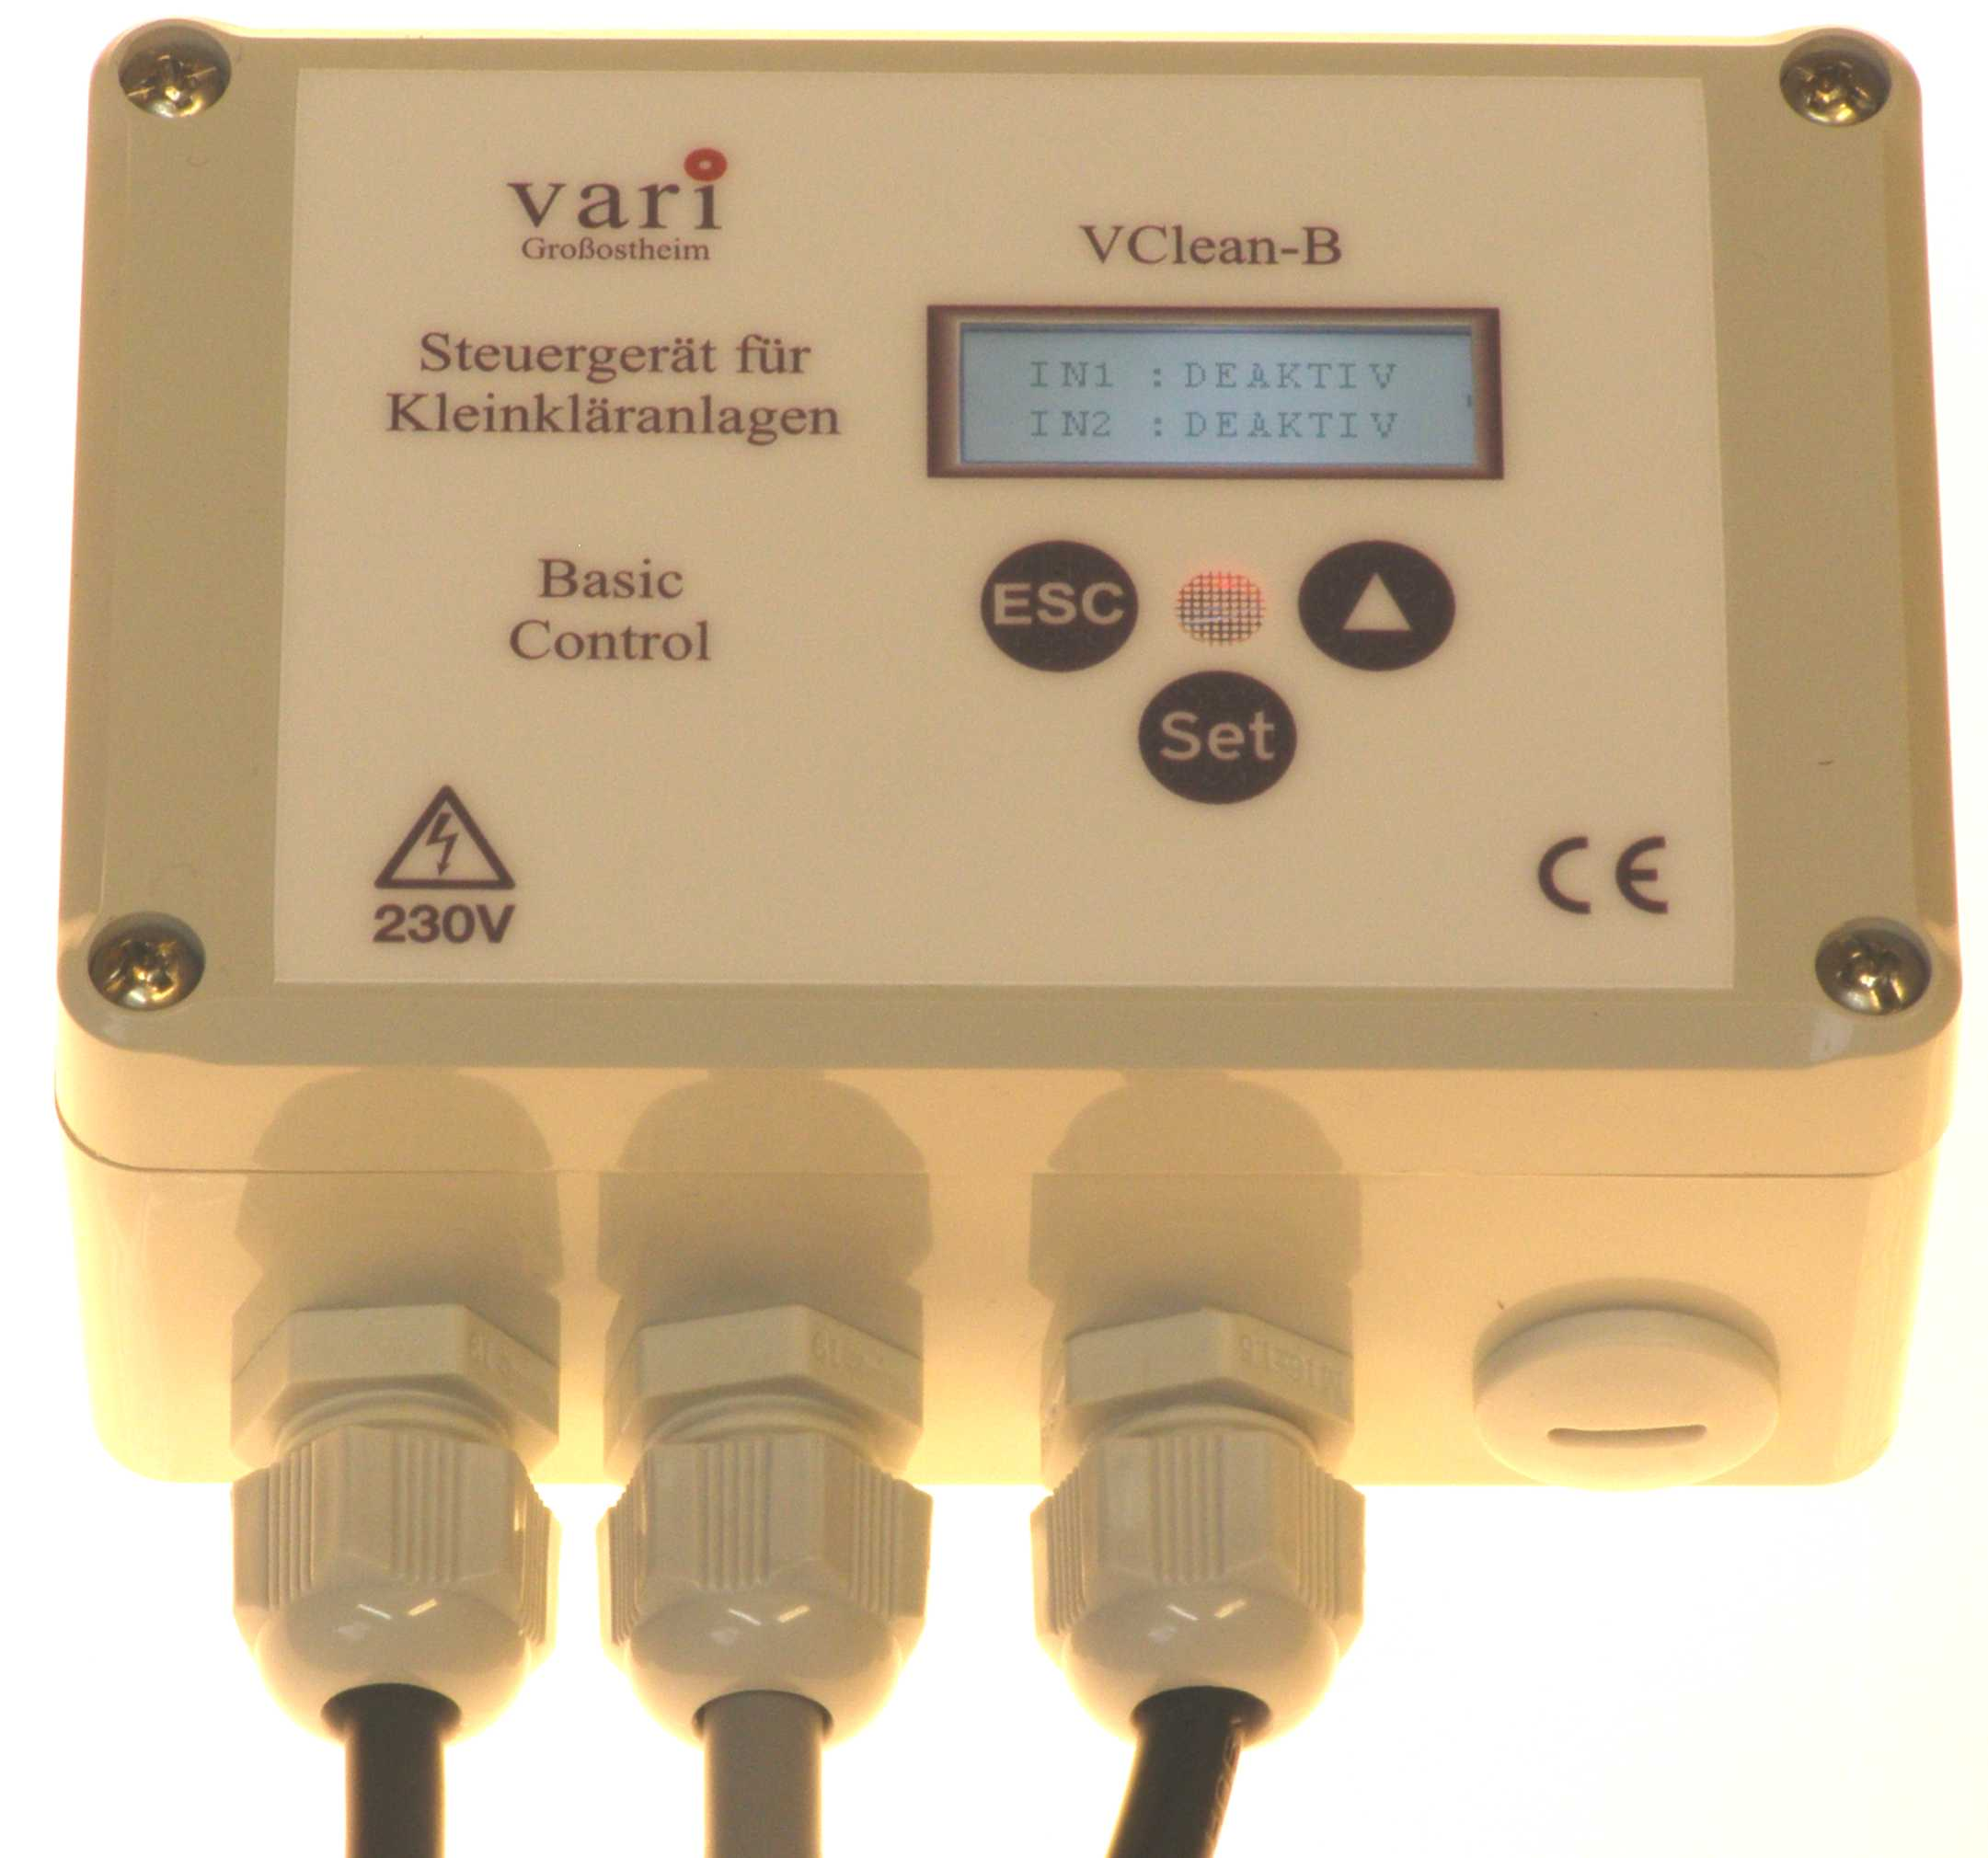 vari
Großostheim
VClean-B
Steuergerät für
Kleinkläranlagen
IN1 :DEAKTIV
IN2 :DEAKTIV
Basic
Control
ESC
Set
230V
CE